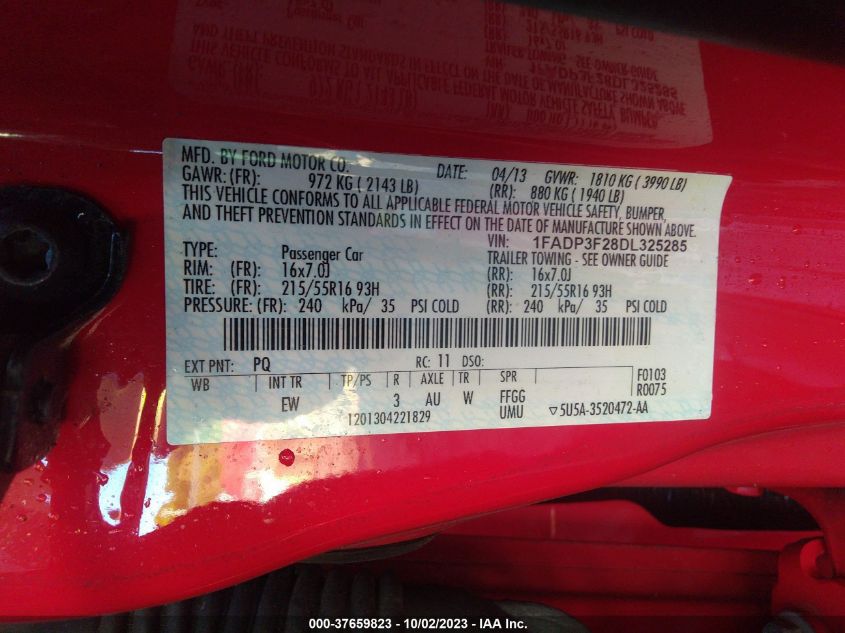 MFD. BY FORD MOTOR CO.
DATE: 04/13 GVWR: 1810 KG ( 3990 LB)
GAWR: (FR): 972 KG ( 2143 LB) (RR): 880 KG ( 1940 LB)
THIS VEHICLE CONFORMS TO ALL APPLICABLE FEDERAL MOTOR VEHICLE SAFETY, BUMPER,
AND THEFT PREVENTION STANDARDS IN EFFECT ON THE DATE OF MANUFACTURE SHOWN ABOVE.
VIN: 1FADP3F28DL325285
TYPE: Passenger Car TRAILER TOWING - SEE OWNER GUIDE
RIM: (FR): 16x7.0J (RR): 16x7.0J
TIRE: (FR): 215/55R16 93H (RR): 215/55R16 93H
PRESSURE: (FR): 240 kPa/ 35 PSI COLD (RR): 240 kPa/ 35 PSI COLD
EXT PNT: PQ RC: 11 DSO: F0103
WB INT TR TP/PS R AXLE TR SPR R0075
EW 3 AU W FFGG
1201304221829 UMU ▽5U5A-3520472-AA
000-37659823 - 10/02/2023 - IAA Inc.